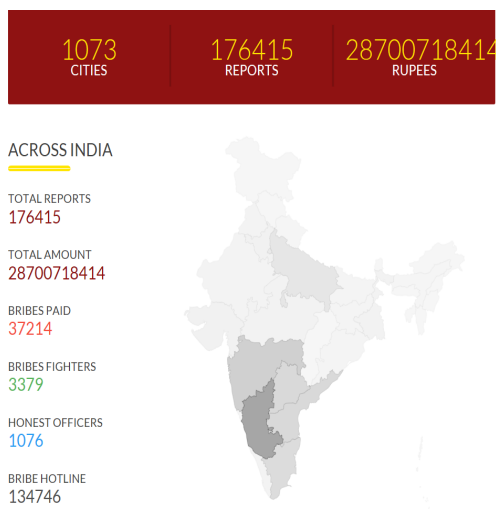 1073 176415 28700718414
CITIES REPORTS RUPEES
ACROSS INDIA
TOTAL REPORTS
176415
TOTAL AMOUNT
28700718414
BRIBES PAID
37214
BRIBES FIGHTERS
3379
HONEST OFFICERS
1076
BRIBE HOTLINE
134746